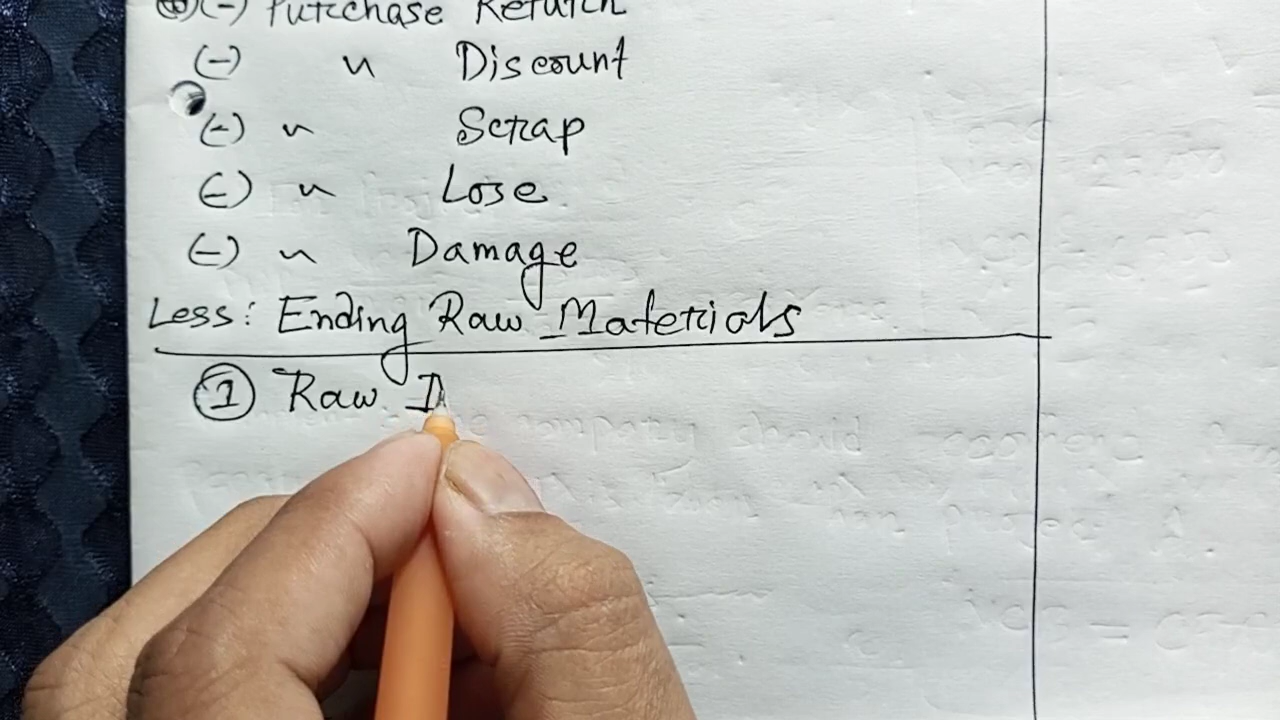 (-) Purchase Return
(-) " Discount
(-) " Scrap
(-) " Lose
(-) " Damage
Less: Ending Raw Materials
① Raw